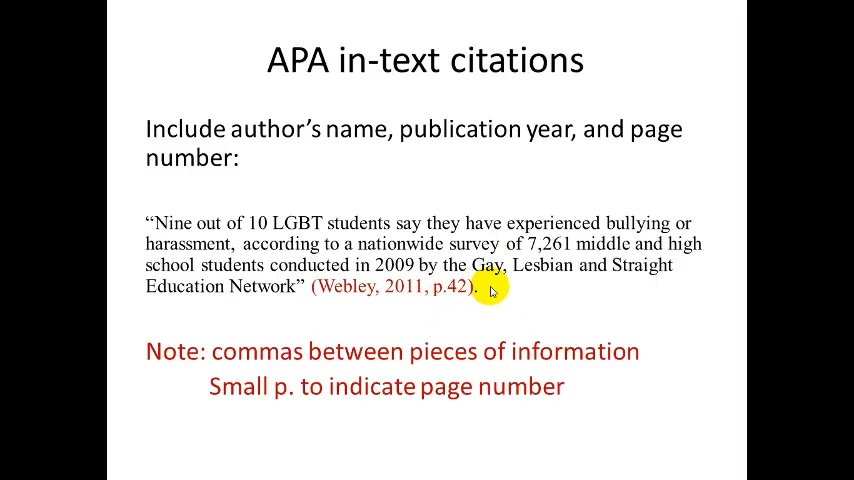 APA in-text citations
Include author’s name, publication year, and page
number:
“Nine out of 10 LGBT students say they have experienced bullying or
harassment, according to a nationwide survey of 7,261 middle and high
school students conducted in 2009 by the Gay, Lesbian and Straight
Education Network” (Webley, 2011, p.42).
Note: commas between pieces of information
Small p. to indicate page number